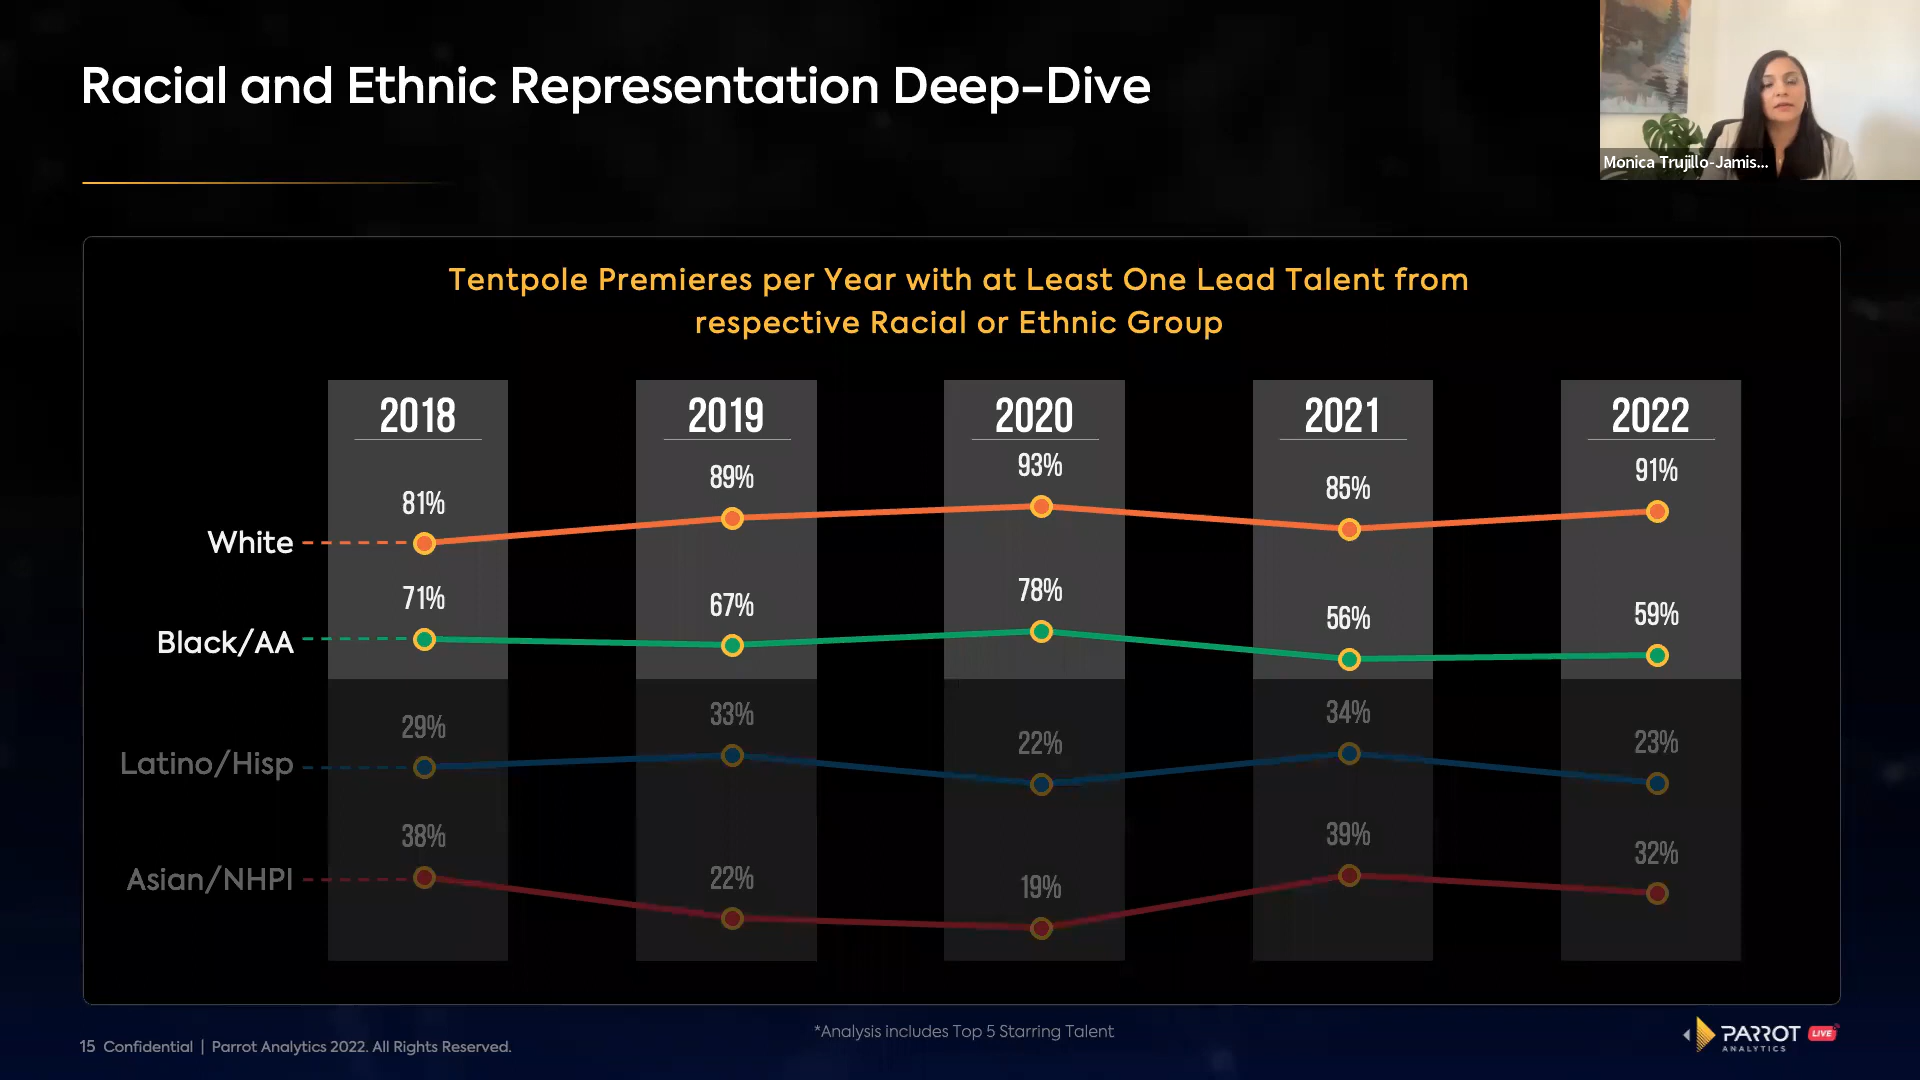 Racial and Ethnic Representation Deep-Dive
Monica Trujillo-Jamis...
Tentpole Premieres per Year with at Least One Lead Talent from
respective Racial or Ethnic Group
2018 2019 2020 2021 2022
White 81% 89% 93% 85% 91%
Black/AA 71% 67% 78% 56% 59%
Latino/Hisp 29% 33% 22% 34% 23%
Asian/NHPI 38% 22% 19% 39% 32%
*Analysis includes Top 5 Starring Talent
15 Confidential | Parrot Analytics 2022. All Rights Reserved.
PARROT LIVE
ANALYTICS